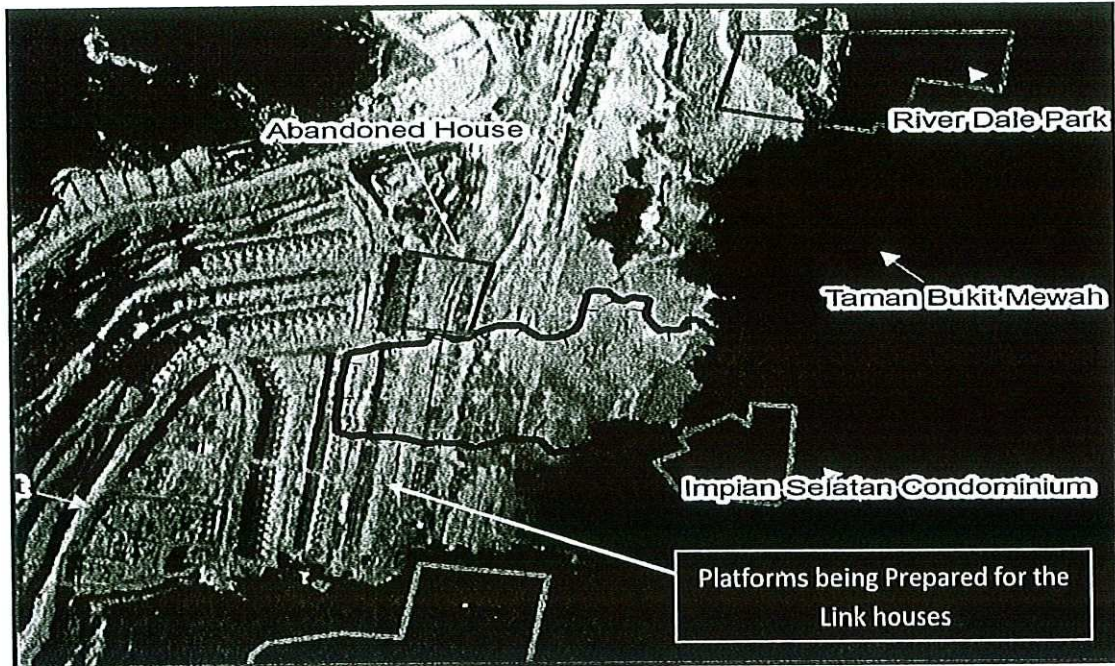 River Dale Park
Abandoned House
Taman Bukit Mewah
Impian Selatan Condominium
Platforms being Prepared for the
Link houses